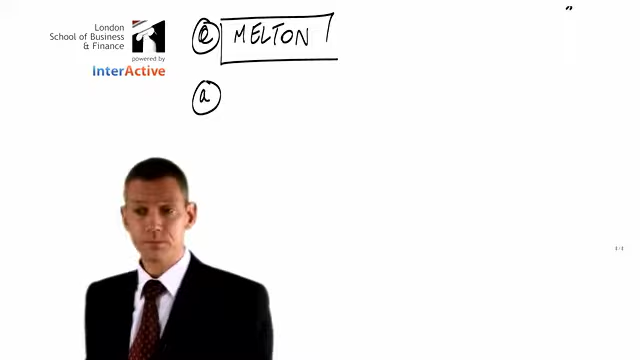 London
School of Business
& Finance
powered by
InterActive
Q MELTON
a